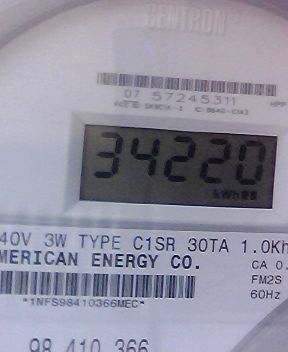 CENTRON
07 57245311
HPP
34220
kWh
40V 3W TYPE C1SR 30TA 1.0Kh
MERICAN ENERGY CO.
CA 0.
FM2S
*1NFS98410366MEC*
60Hz
98 410 366